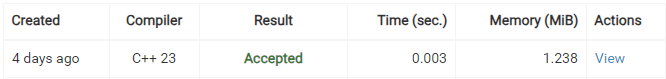 Created Compiler Result Time (sec.) Memory (MiB) Actions
4 days ago C++ 23 Accepted 0.003 1.238 View